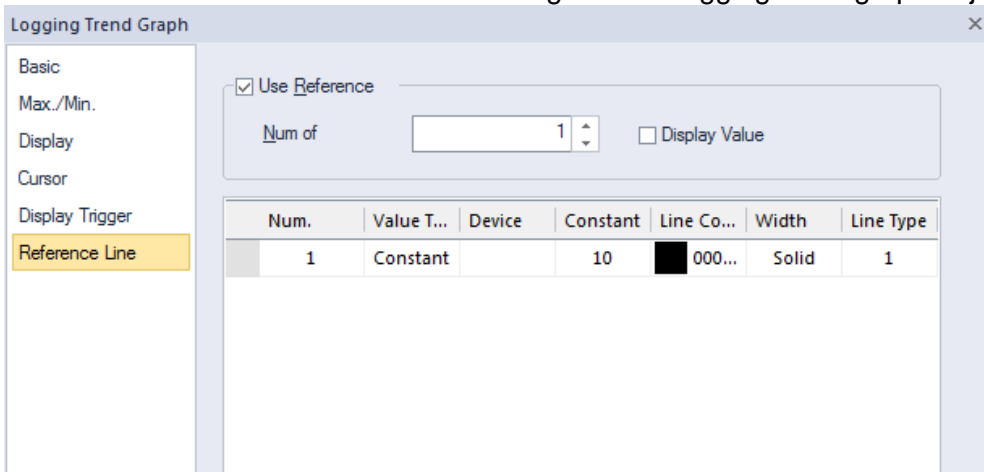 Logging Trend Graph
Basic
Max./Min.
Display
Cursor
Display Trigger
Reference Line
Use Reference
Num of 1 Display Value
Num. Value T... Device Constant Line Co... Width Line Type
1 Constant 10 000... Solid 1